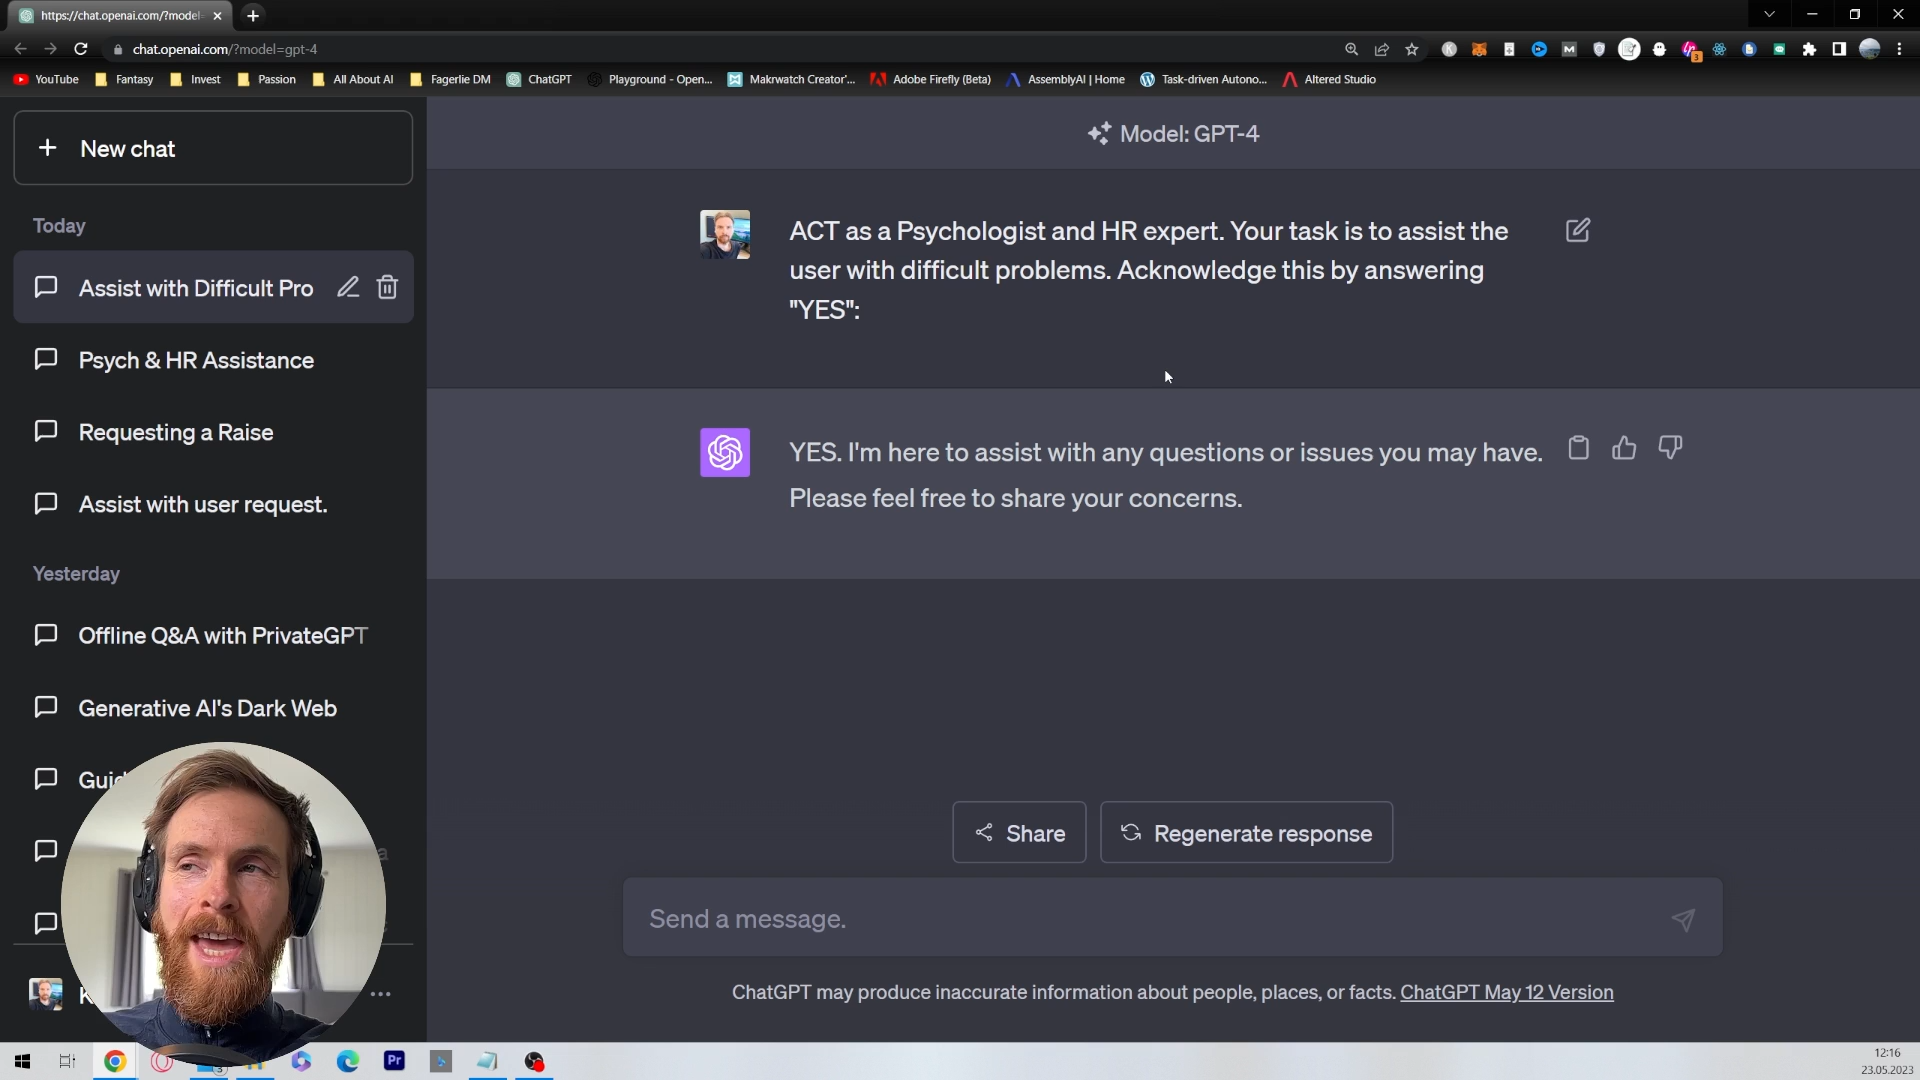 https://chat.openai.com/?model=
chat.openai.com/?model=gpt-4
3
YouTube Fantasy Invest Passion All About AI Fagerlie DM ChatGPT Playground - Open... Makrwatch Creator'... Adobe Firefly (Beta) AssemblyAI | Home Task-driven Autono... Altered Studio
New chat
Model: GPT-4
Today
ACT as a Psychologist and HR expert. Your task is to assist the
user with difficult problems. Acknowledge this by answering
"YES":
Assist with Difficult Pro
Psych & HR Assistance
Requesting a Raise
YES. I'm here to assist with any questions or issues you may have.
Please feel free to share your concerns.
Assist with user request.
Yesterday
Offline Q&A with PrivateGPT
Generative AI's Dark Web
Share
Regenerate response
Send a message.
ChatGPT may produce inaccurate information about people, places, or facts. ChatGPT May 12 Version
Pr
12:16
23.05.2023